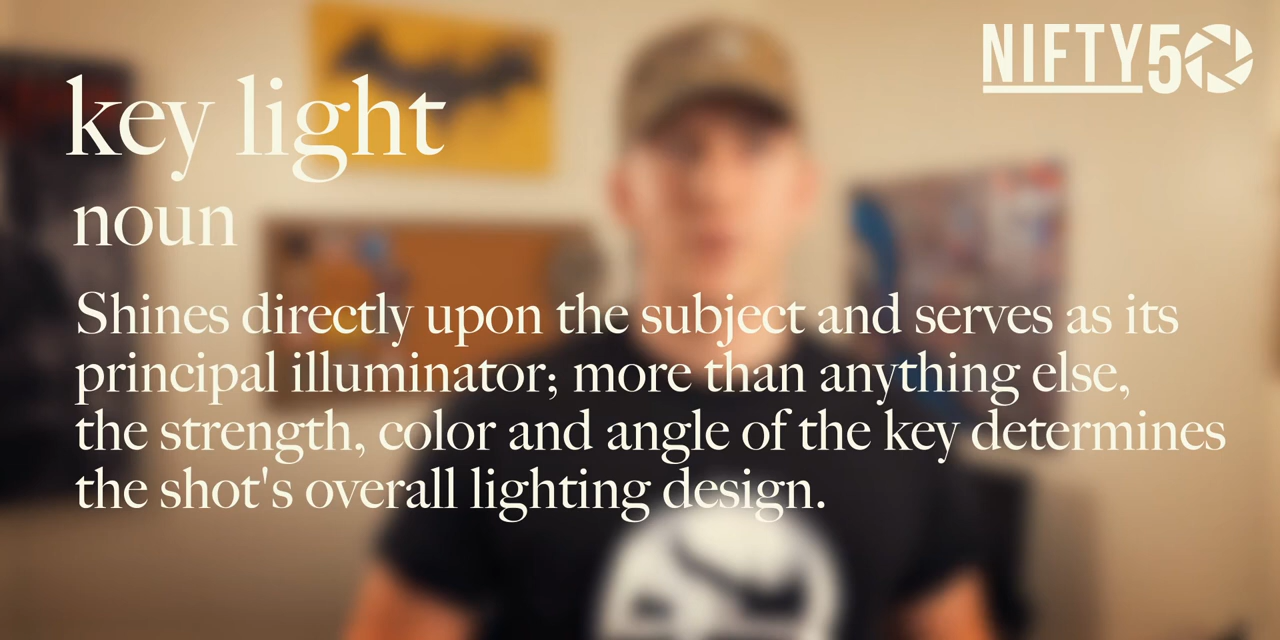 NIFTY50
key light
noun
Shines directly upon the subject and serves as its
principal illuminator; more than anything else,
the strength, color and angle of the key determines
the shot's overall lighting design.